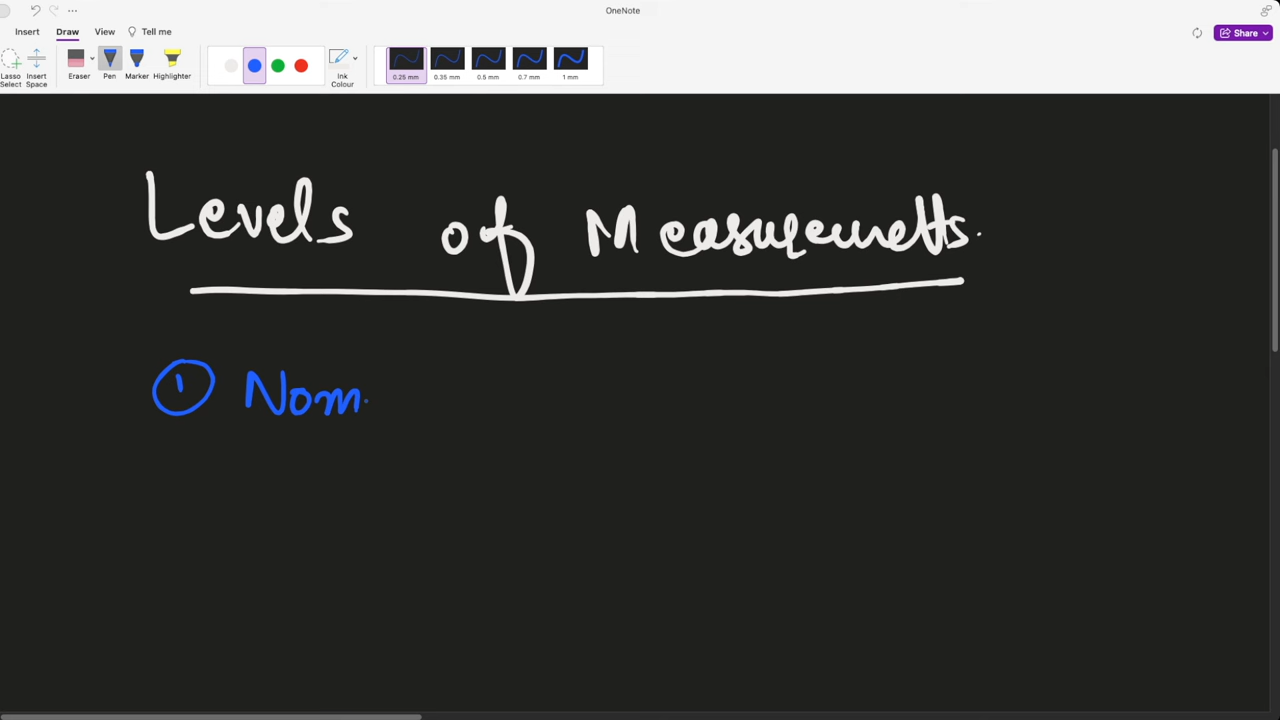 OneNote
Insert Draw View Tell me
Share
Lasso Select Insert Space Eraser Pen Marker Highlighter Ink Colour 0.25 mm 0.35 mm 0.5 mm 0.7 mm 1 mm
Levels of Measuremetts.
① Nom